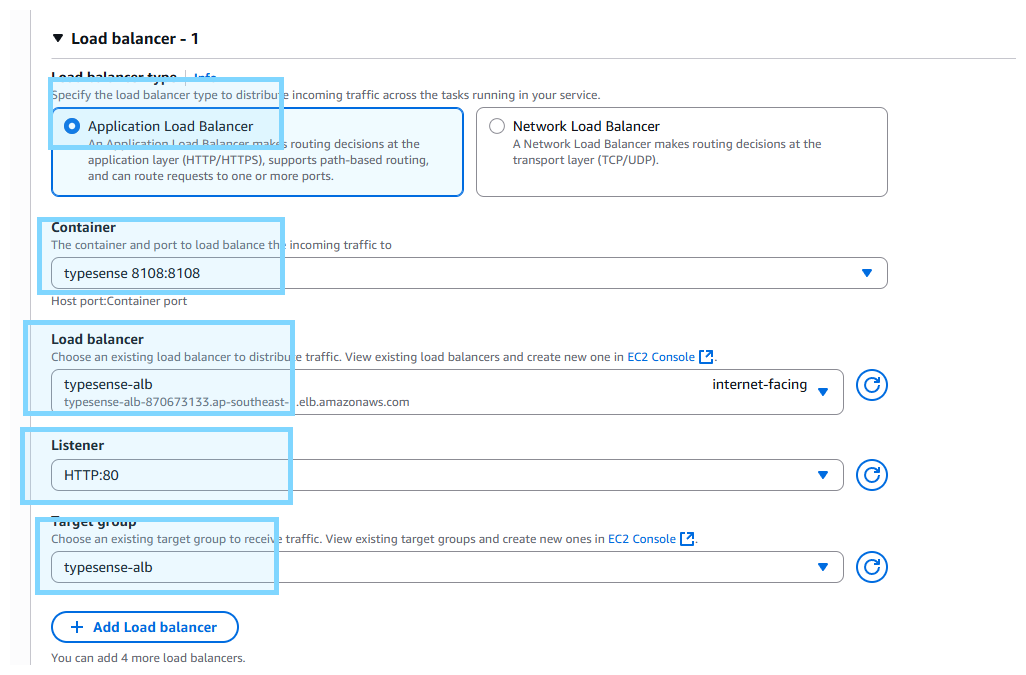 Load balancer - 1
Load balancer type | Info
Specify the load balancer type to distribute incoming traffic across the tasks running in your service.
Application Load Balancer
An Application Load Balancer makes routing decisions at the application layer (HTTP/HTTPS), supports path-based routing, and can route requests to one or more ports.
Network Load Balancer
A Network Load Balancer makes routing decisions at the transport layer (TCP/UDP).
Container
The container and port to load balance the incoming traffic to
typesense 8108:8108
Host port:Container port
Load balancer
Choose an existing load balancer to distribute traffic. View existing load balancers and create new one in EC2 Console.
typesense-alb
internet-facing
typesense-alb-870673133.ap-southeast- .elb.amazonaws.com
Listener
HTTP:80
Target group
Choose an existing target group to receive traffic. View existing target groups and create new ones in EC2 Console.
typesense-alb
+ Add Load balancer
You can add 4 more load balancers.